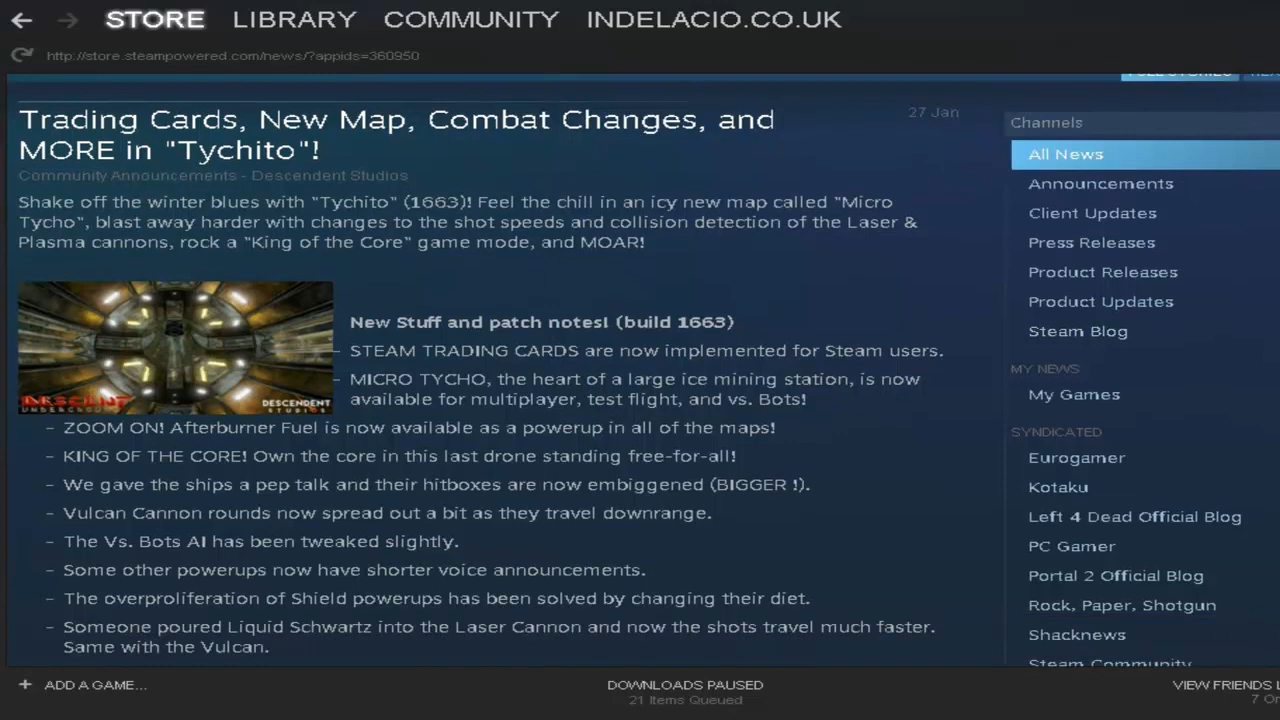 STORE LIBRARY COMMUNITY INDELACIO.CO.UK
http://store.steampowered.com/news/?appids=360950
Trading Cards, New Map, Combat Changes, and
MORE in "Tychito"!
27 Jan
Community Announcements - Descendent Studios
Shake off the winter blues with "Tychito" (1663)! Feel the chill in an icy new map called "Micro
Tycho", blast away harder with changes to the shot speeds and collision detection of the Laser &
Plasma cannons, rock a "King of the Core" game mode, and MOAR!
DESCENT
UNDERGROUND
DESCENDENT
STUDIOS
New Stuff and patch notes! (build 1663)
- STEAM TRADING CARDS are now implemented for Steam users.
- MICRO TYCHO, the heart of a large ice mining station, is now
available for multiplayer, test flight, and vs. Bots!
- ZOOM ON! Afterburner Fuel is now available as a powerup in all of the maps!
- KING OF THE CORE! Own the core in this last drone standing free-for-all!
- We gave the ships a pep talk and their hitboxes are now embiggened (BIGGER !).
- Vulcan Cannon rounds now spread out a bit as they travel downrange.
- The Vs. Bots AI has been tweaked slightly.
- Some other powerups now have shorter voice announcements.
- The overproliferation of Shield powerups has been solved by changing their diet.
- Someone poured Liquid Schwartz into the Laser Cannon and now the shots travel much faster.
Same with the Vulcan.
Channels
All News
Announcements
Client Updates
Press Releases
Product Releases
Product Updates
Steam Blog
MY NEWS
My Games
SYNDICATED
Eurogamer
Kotaku
Left 4 Dead Official Blog
PC Gamer
Portal 2 Official Blog
Rock, Paper, Shotgun
Shacknews
Steam Community
+ ADD A GAME...
DOWNLOADS PAUSED
21 Items Queued
VIEW FRIENDS